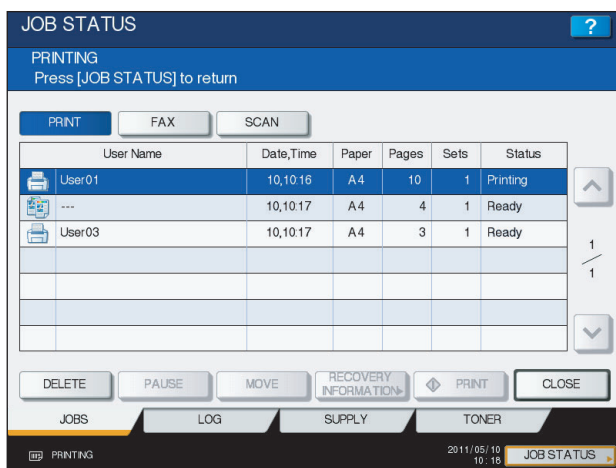 JOB STATUS
?
PRINTING
Press [JOB STATUS] to return
PRINT FAX SCAN
User Name Date,Time Paper Pages Sets Status
User01 10,10:16 A4 10 1 Printing
--- 10,10:17 A4 4 1 Ready
User03 10,10:17 A4 3 1 Ready
1
1
DELETE PAUSE MOVE RECOVERY INFORMATION PRINT CLOSE
JOBS LOG SUPPLY TONER
PRINTING 2011/05/10
10 : 18 JOB STATUS